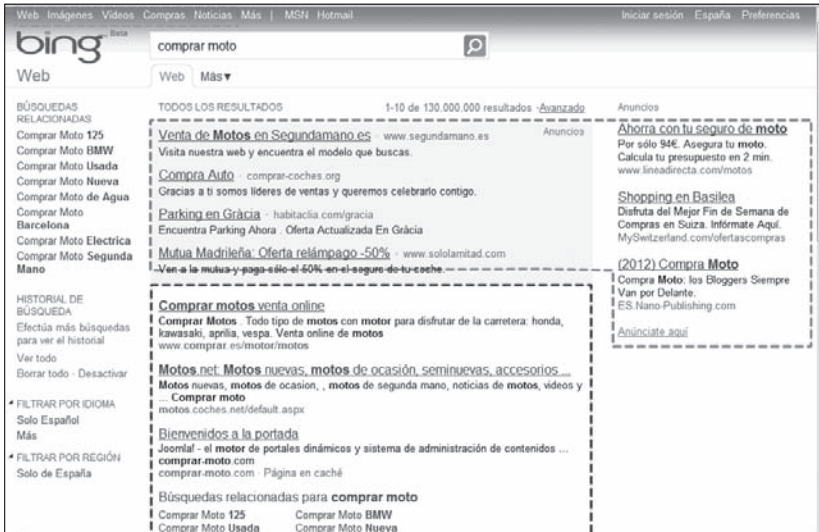 Web Imágenes Vídeos Compras Noticias Más | MSN Hotmail
Iniciar sesión España Preferencias
bing Beta
comprar moto
Web
Web Más▼
BÚSQUEDAS
RELACIONADAS
Comprar Moto 125
Comprar Moto BMW
Comprar Moto Usada
Comprar Moto Nueva
Comprar Moto de Agua
Comprar Moto
Barcelona
Comprar Moto Electrica
Comprar Moto Segunda
Mano
HISTORIAL DE
BÚSQUEDA
Efectúa más búsquedas
para ver el historial
Ver todo
Borrar todo · Desactivar
FILTRAR POR IDIOMA
Solo Español
Más
FILTRAR POR REGIÓN
Solo de España
TODOS LOS RESULTADOS
1-10 de 130.000.000 resultados · Avanzado
Venta de Motos en Segundamano.es · www.segundamano.es
Anuncios
Visita nuestra web y encuentra el modelo que buscas.
Compra Auto · comprar-coches.org
Gracias a ti somos líderes de ventas y queremos celebrarlo contigo.
Parking en Gràcia · habitaclia.com/gracia
Encuentra Parking Ahora . Oferta Actualizada En Gràcia
Mutua Madrileña: Oferta relámpago -50% · www.sololamitad.com
Ven a la mutua y paga sólo el 50% en el seguro de tu coche.
Comprar motos venta online
Comprar Motos . Todo tipo de motos con motor para disfrutar de la carretera: honda,
kawasaki, aprilia, vespa. Venta online de motos
www.comprar.es/motor/motos
Motos.net: Motos nuevas, motos de ocasión, seminuevas, accesorios ...
Motos nuevas, motos de ocasion, , motos de segunda mano, noticias de motos, videos y
... Comprar moto
motos.coches.net/default.aspx
Bienvenidos a la portada
Joomla! - el motor de portales dinámicos y sistema de administración de contenidos ...
comprar-moto.com
comprar-moto.com · Página en caché
Búsquedas relacionadas para comprar moto
Comprar Moto 125 Comprar Moto BMW
Comprar Moto Usada Comprar Moto Nueva
Anuncios
Ahorra con tu seguro de moto
Por sólo 94€. Asegura tu moto.
Calcula tu presupuesto en 2 min.
www.lineadirecta.com/motos
Shopping en Basilea
Disfruta del Mejor Fin de Semana de
Compras en Suiza. Infórmate Aquí.
MySwitzerland.com/ofertascompras
(2012) Compra Moto
Compra Moto: los Bloggers Siempre
Van por Delante.
ES.Nano-Publishing.com
Anúnciate aquí